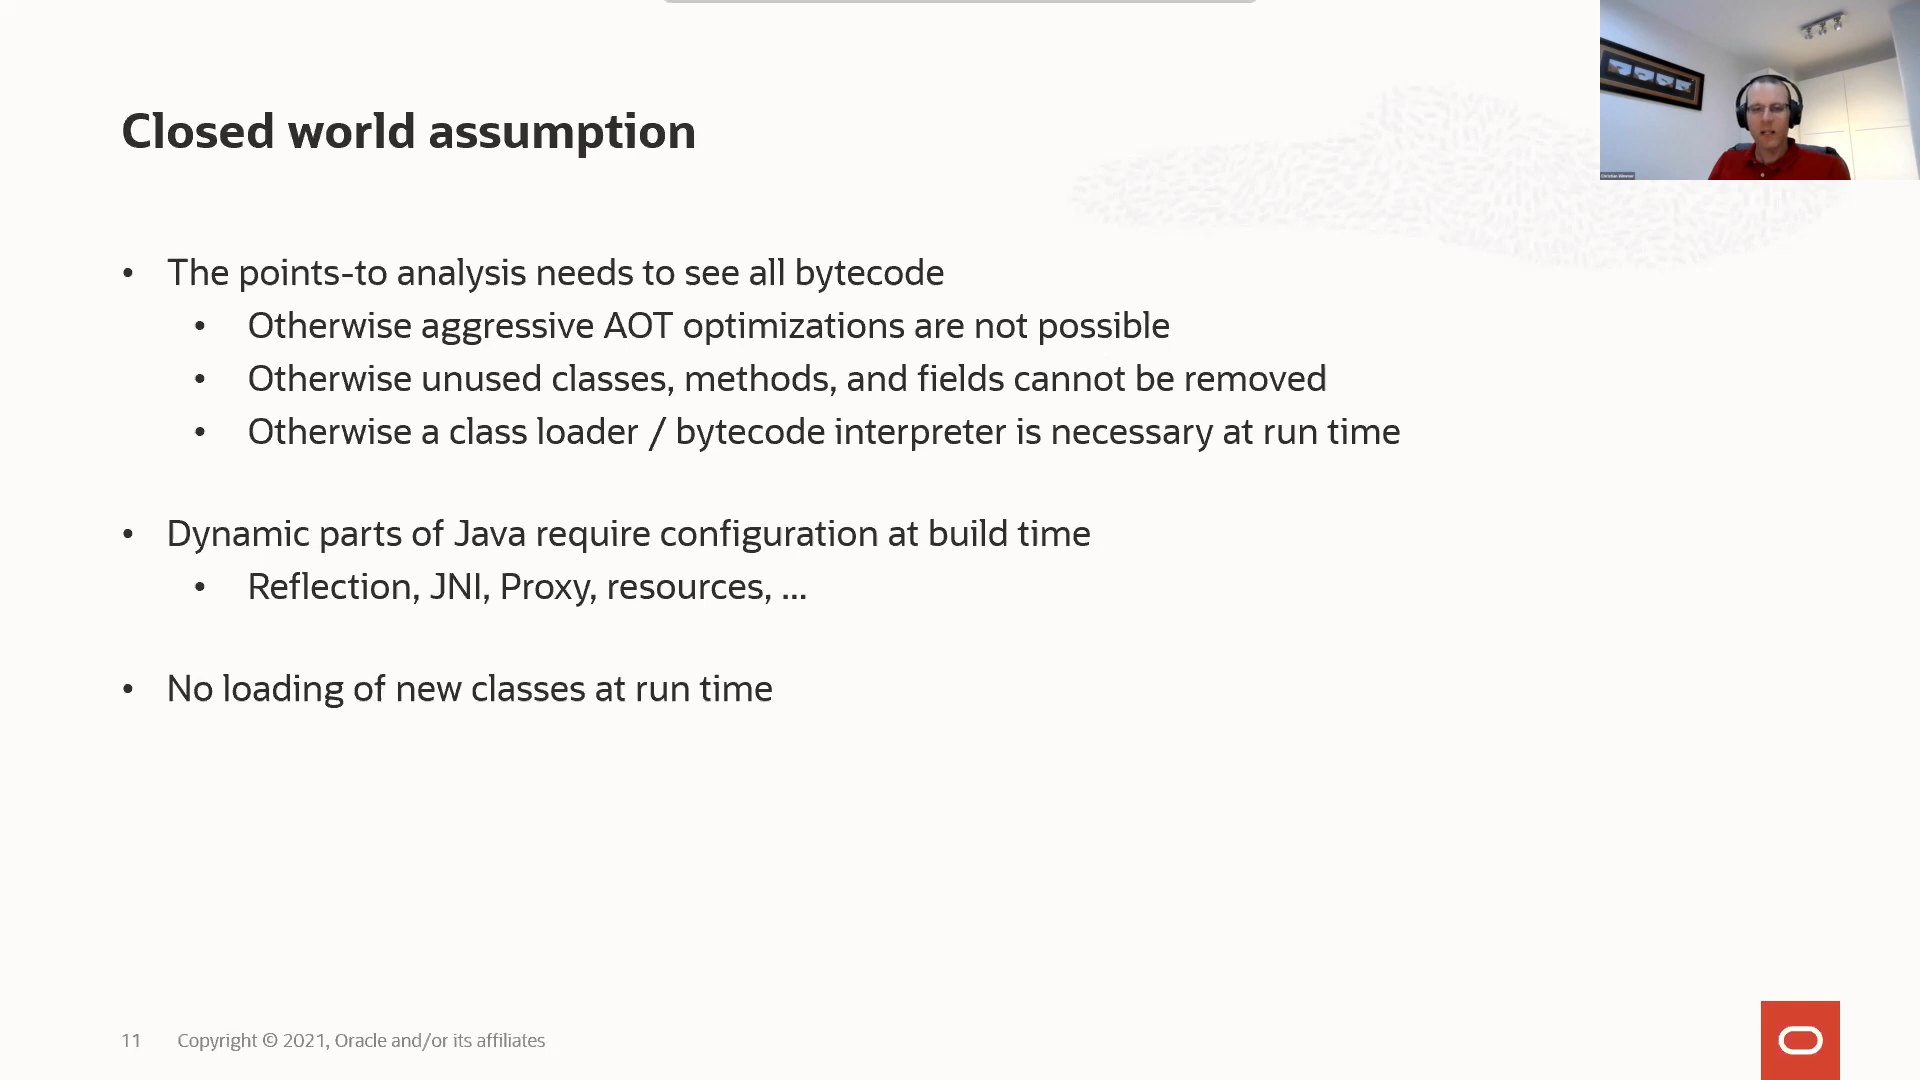 Closed world assumption
• The points-to analysis needs to see all bytecode
• Otherwise aggressive AOT optimizations are not possible
• Otherwise unused classes, methods, and fields cannot be removed
• Otherwise a class loader / bytecode interpreter is necessary at run time
• Dynamic parts of Java require configuration at build time
• Reflection, JNI, Proxy, resources, ...
• No loading of new classes at run time
11 Copyright © 2021, Oracle and/or its affiliates